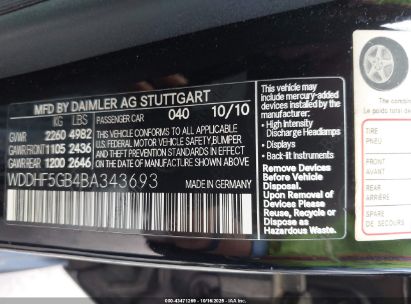 MFD BY DAIMLER AG STUTTGART
KG LBS PASSENGER CAR 040 10/10
GVWR 2260 4982
GAWR FRONT 1105 2436
GAWR REAR 1200 2646
THIS VEHICLE CONFORMS TO ALL APPLICABLE U.S.
FEDERAL MOTOR VEHICLE SAFETY, BUMPER AND
THEFT PREVENTION STANDARDS IN EFFECT
ON THE DATE OF MANUFACTURE SHOWN ABOVE.
WDDHF5GB4BA343693
MADE IN GERMANY
This vehicle may
include mercury-added
devices installed by the
manufacturer:
• High Intensity
Discharge Headlamps
• Displays
• Back-lit instruments
Remove Devices
Before Vehicle
Disposal.
Upon Removal of
Devices Please
Reuse, Recycle or
Dispose as
Hazardous Waste.
The combined
Le poids total
TIRE
PNEU
FRONT
AVANT
REAR
ARRIÈRE
SPARE
DE SECOURS